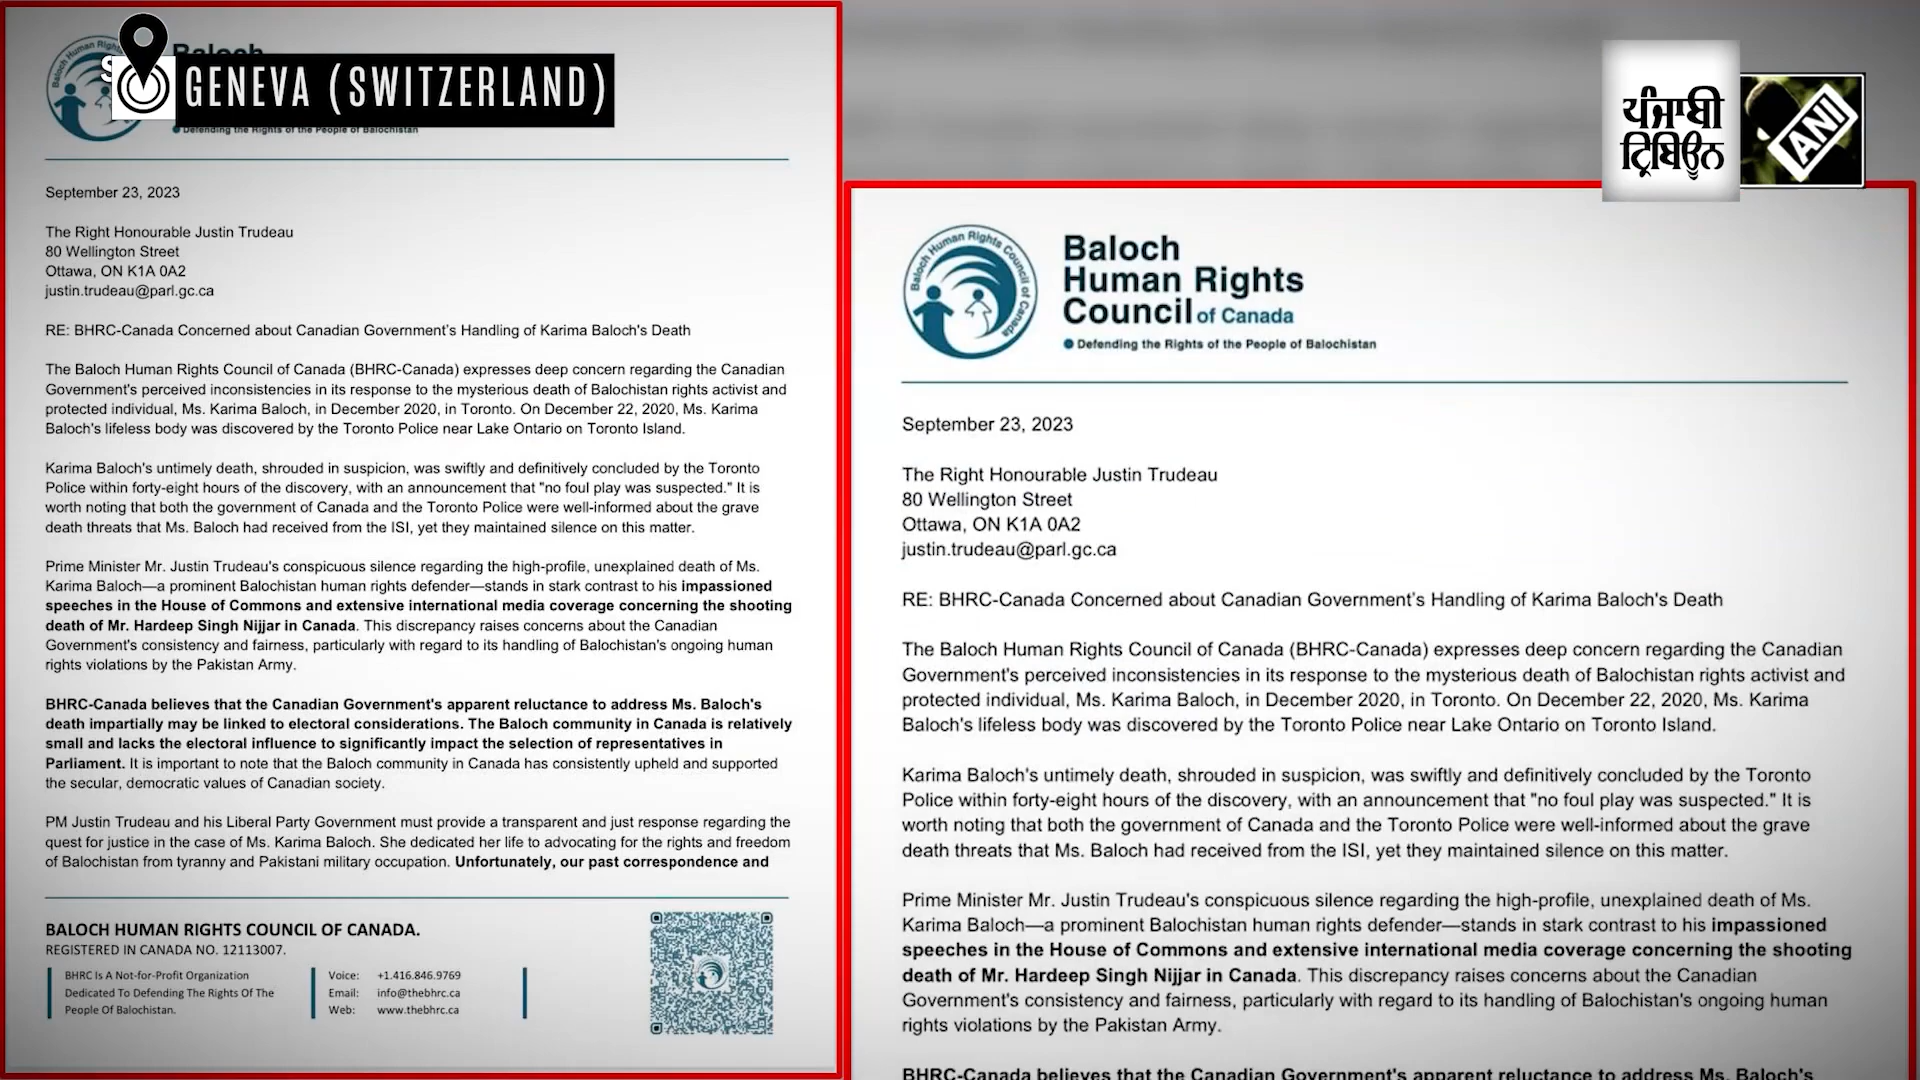 GENEVA (SWITZERLAND)
Baloch
Defending the Rights of the People of Balochistan
September 23, 2023
The Right Honourable Justin Trudeau
80 Wellington Street
Ottawa, ON K1A 0A2
justin.trudeau@parl.gc.ca
RE: BHRC-Canada Concerned about Canadian Government's Handling of Karima Baloch's Death
The Baloch Human Rights Council of Canada (BHRC-Canada) expresses deep concern regarding the Canadian
Government's perceived inconsistencies in its response to the mysterious death of Balochistan rights activist and
protected individual, Ms. Karima Baloch, in December 2020, in Toronto. On December 22, 2020, Ms. Karima
Baloch's lifeless body was discovered by the Toronto Police near Lake Ontario on Toronto Island.
Karima Baloch's untimely death, shrouded in suspicion, was swiftly and definitively concluded by the Toronto
Police within forty-eight hours of the discovery, with an announcement that "no foul play was suspected." It is
worth noting that both the government of Canada and the Toronto Police were well-informed about the grave
death threats that Ms. Baloch had received from the ISI, yet they maintained silence on this matter.
Prime Minister Mr. Justin Trudeau's conspicuous silence regarding the high-profile, unexplained death of Ms.
Karima Baloch—a prominent Balochistan human rights defender—stands in stark contrast to his impassioned
speeches in the House of Commons and extensive international media coverage concerning the shooting
death of Mr. Hardeep Singh Nijjar in Canada. This discrepancy raises concerns about the Canadian
Government's consistency and fairness, particularly with regard to its handling of Balochistan's ongoing human
rights violations by the Pakistan Army.
BHRC-Canada believes that the Canadian Government's apparent reluctance to address Ms. Baloch's
death impartially may be linked to electoral considerations. The Baloch community in Canada is relatively
small and lacks the electoral influence to significantly impact the selection of representatives in
Parliament. It is important to note that the Baloch community in Canada has consistently upheld and supported
the secular, democratic values of Canadian society.
PM Justin Trudeau and his Liberal Party Government must provide a transparent and just response regarding the
quest for justice in the case of Ms. Karima Baloch. She dedicated her life to advocating for the rights and freedom
of Balochistan from tyranny and Pakistani military occupation. Unfortunately, our past correspondence and
BALOCH HUMAN RIGHTS COUNCIL OF CANADA.
REGISTERED IN CANADA NO. 12113007.
BHRC Is A Not-for-Profit Organization
Dedicated To Defending The Rights Of The
People Of Balochistan.
Voice: +1.416.846.9769
Email: info@thebhrc.ca
Web: www.thebhrc.ca
ਪੰਜਾਬੀ
ਟ੍ਰਿਬਿਊਨ
ANI
Baloch Human Rights Council of Canada
Baloch
Human Rights
Council of Canada
Defending the Rights of the People of Balochistan
September 23, 2023
The Right Honourable Justin Trudeau
80 Wellington Street
Ottawa, ON K1A 0A2
justin.trudeau@parl.gc.ca
RE: BHRC-Canada Concerned about Canadian Government's Handling of Karima Baloch's Death
The Baloch Human Rights Council of Canada (BHRC-Canada) expresses deep concern regarding the Canadian
Government's perceived inconsistencies in its response to the mysterious death of Balochistan rights activist and
protected individual, Ms. Karima Baloch, in December 2020, in Toronto. On December 22, 2020, Ms. Karima
Baloch's lifeless body was discovered by the Toronto Police near Lake Ontario on Toronto Island.
Karima Baloch's untimely death, shrouded in suspicion, was swiftly and definitively concluded by the Toronto
Police within forty-eight hours of the discovery, with an announcement that "no foul play was suspected." It is
worth noting that both the government of Canada and the Toronto Police were well-informed about the grave
death threats that Ms. Baloch had received from the ISI, yet they maintained silence on this matter.
Prime Minister Mr. Justin Trudeau's conspicuous silence regarding the high-profile, unexplained death of Ms.
Karima Baloch—a prominent Balochistan human rights defender—stands in stark contrast to his impassioned
speeches in the House of Commons and extensive international media coverage concerning the shooting
death of Mr. Hardeep Singh Nijjar in Canada. This discrepancy raises concerns about the Canadian
Government's consistency and fairness, particularly with regard to its handling of Balochistan's ongoing human
rights violations by the Pakistan Army.
BHRC-Canada believes that the Canadian Government's apparent reluctance to address Ms. Baloch's